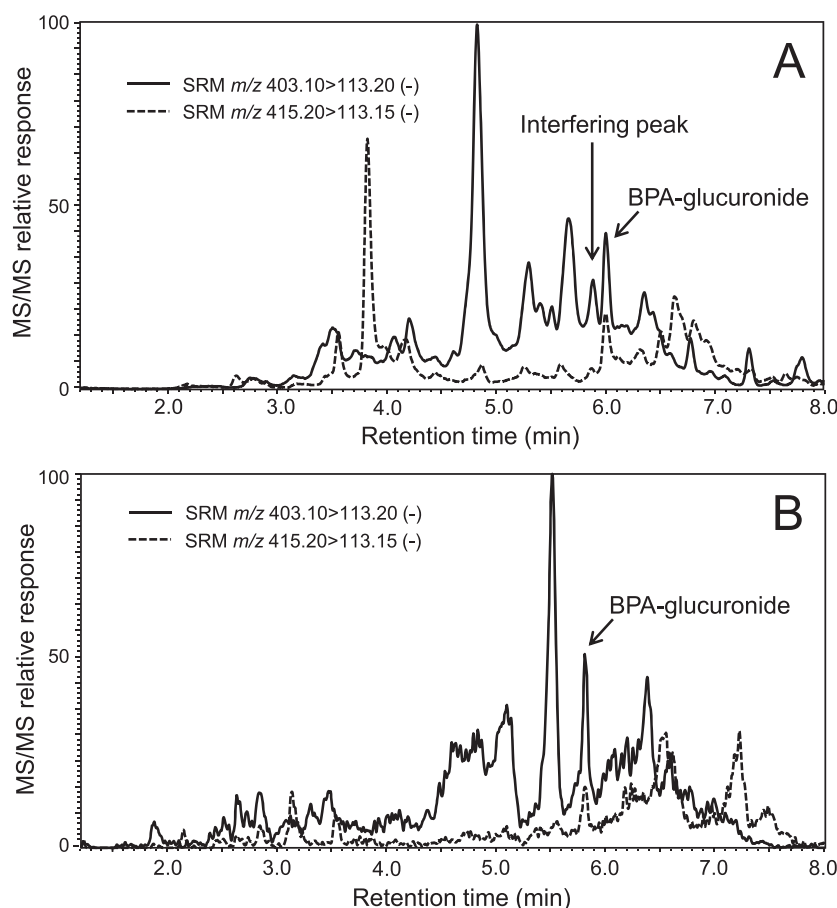 100
A
SRM m/z 403.10>113.20 (-)
SRM m/z 415.20>113.15 (-)
Interfering peak
BPA-glucuronide
50
MS/MS relative response
0
2.0 3.0 4.0 5.0 6.0 7.0 8.0
Retention time (min)
100
B
SRM m/z 403.10>113.20 (-)
SRM m/z 415.20>113.15 (-)
BPA-glucuronide
50
MS/MS relative response
0
2.0 3.0 4.0 5.0 6.0 7.0 8.0
Retention time (min)